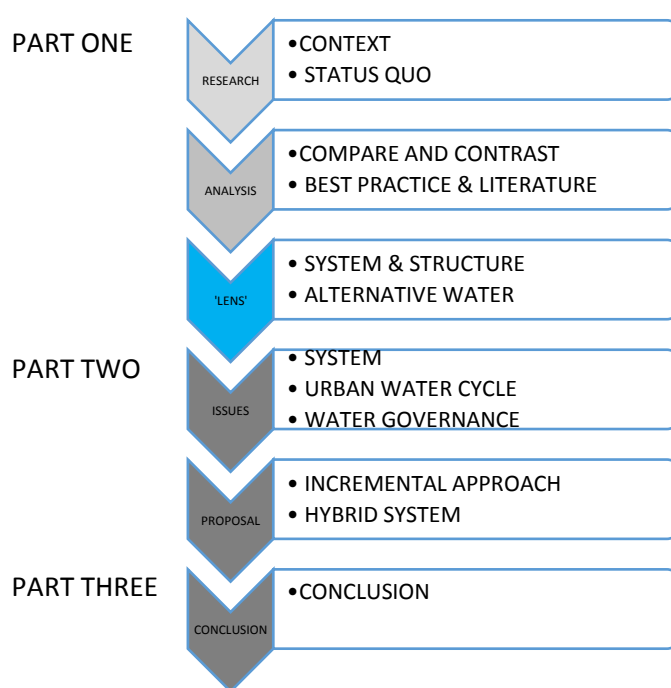 PART ONE
RESEARCH
•CONTEXT
• STATUS QUO
ANALYSIS
•COMPARE AND CONTRAST
• BEST PRACTICE & LITERATURE
'LENS'
• SYSTEM & STRUCTURE
• ALTERNATIVE WATER
PART TWO
ISSUES
• SYSTEM
• URBAN WATER CYCLE
• WATER GOVERNANCE
PROPOSAL
• INCREMENTAL APPROACH
• HYBRID SYSTEM
PART THREE
CONCLUSION
•CONCLUSION